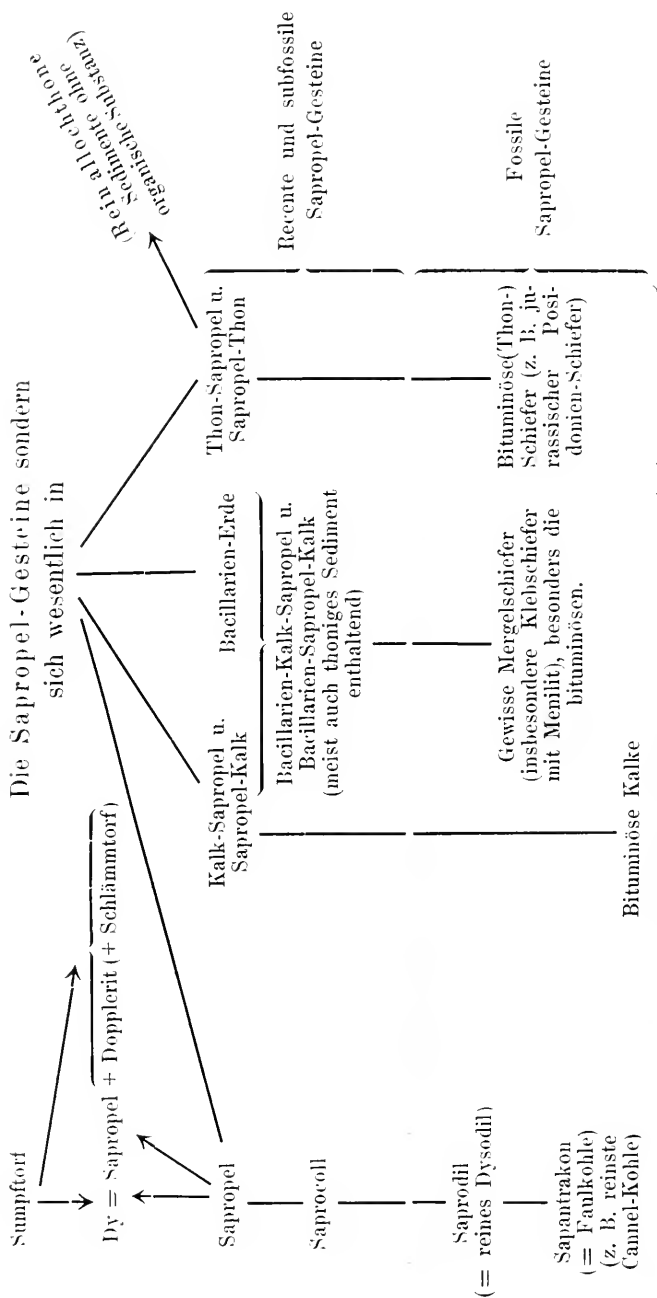 Die Sapropel-Gesteine sondern
sich wesentlich in
Sumpftorf
Dy = Sapropel + Dopplerit (+ Schlämmtorf)
(Rein allochthone
Sedimente ohne
organische Substanz)
Sapropel
Kalk-Sapropel u.
Sapropel-Kalk
Bacillarien-Erde
Thon-Sapropel u.
Sapropel-Thon
Bacillarien-Kalk-Sapropel u.
Bacillarien-Sapropel-Kalk
(meist auch thoniges Sediment
enthaltend)
Saprocoll
Recente und subfossile
Sapropel-Gesteine
Saprodil
(= reines Dysodil)
Sapantrakon
(= Faulkohle)
(z. B. reinste
Cannel-Kohle)
Bituminöse Kalke
Gewisse Mergelschiefer
(insbesondere Klebschiefer
mit Menilit), besonders die
bituminösen.
Bituminöse(Thon-)
Schiefer (z. B. ju-
rassischer Posi-
donien-Schiefer)
Fossile
Sapropel-Gesteine